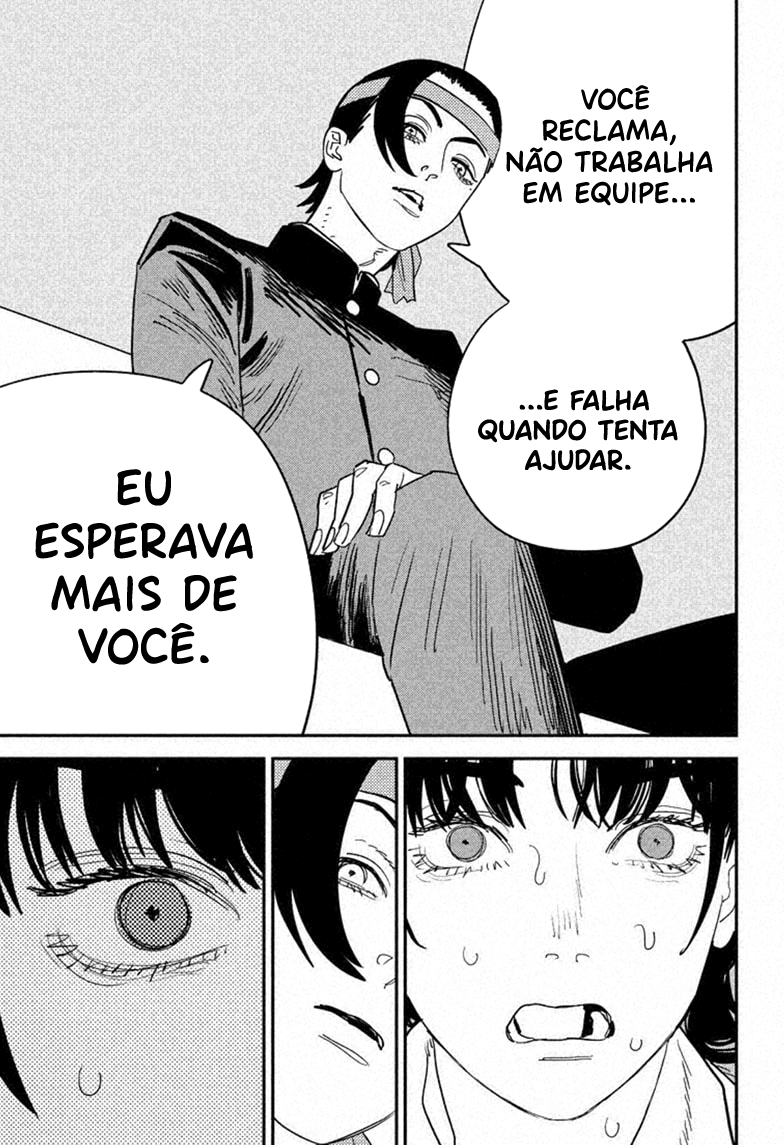 VOCÊ
RECLAMA,
NÃO TRABALHA
EM EQUIPE...
...E FALHA
QUANDO TENTA
AJUDAR.
EU
ESPERAVA
MAIS DE
VOCÊ.